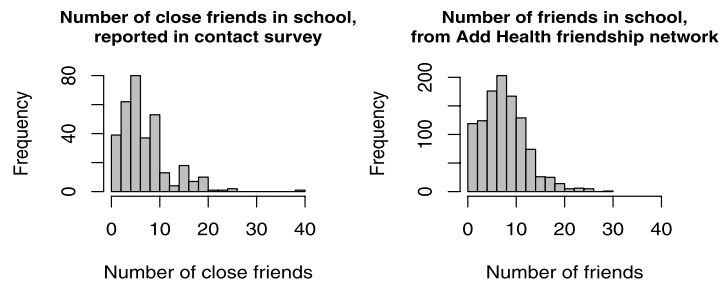 Number of close friends in school,
reported in contact survey
Frequency
80
40
0
0 10 20 30 40
Number of close friends
Number of friends in school,
from Add Health friendship network
Frequency
200
100
0
0 10 20 30 40
Number of friends